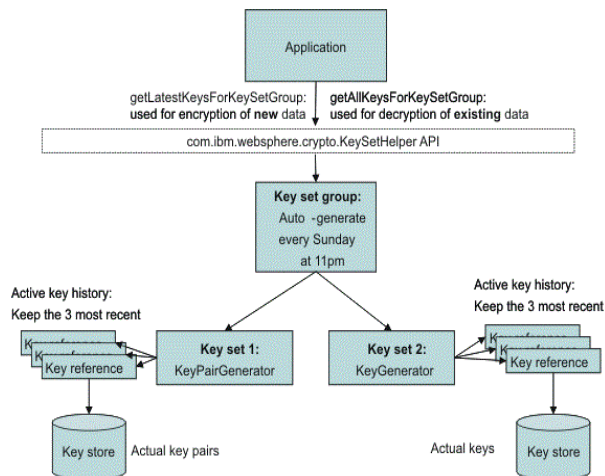 Application
getLatestKeysForKeySetGroup:
used for encryption of new data
getAllKeysForKeySetGroup:
used for decryption of existing data
com.ibm.websphere.crypto.KeySetHelper API
Key set group:
Auto -generate
every Sunday
at 11pm
Active key history:
Keep the 3 most recent
Active key history:
Keep the 3 most recent
Key reference
Key set 1:
KeyPairGenerator
Key set 2:
KeyGenerator
Key reference
Key store
Actual key pairs
Actual keys
Key store